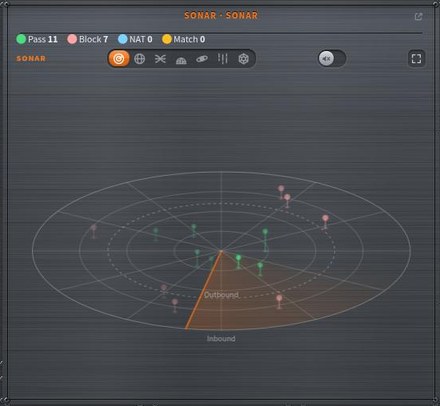 SONAR - SONAR
Pass 11 Block 7 NAT 0 Match 0
SONAR
Outbound
Inbound